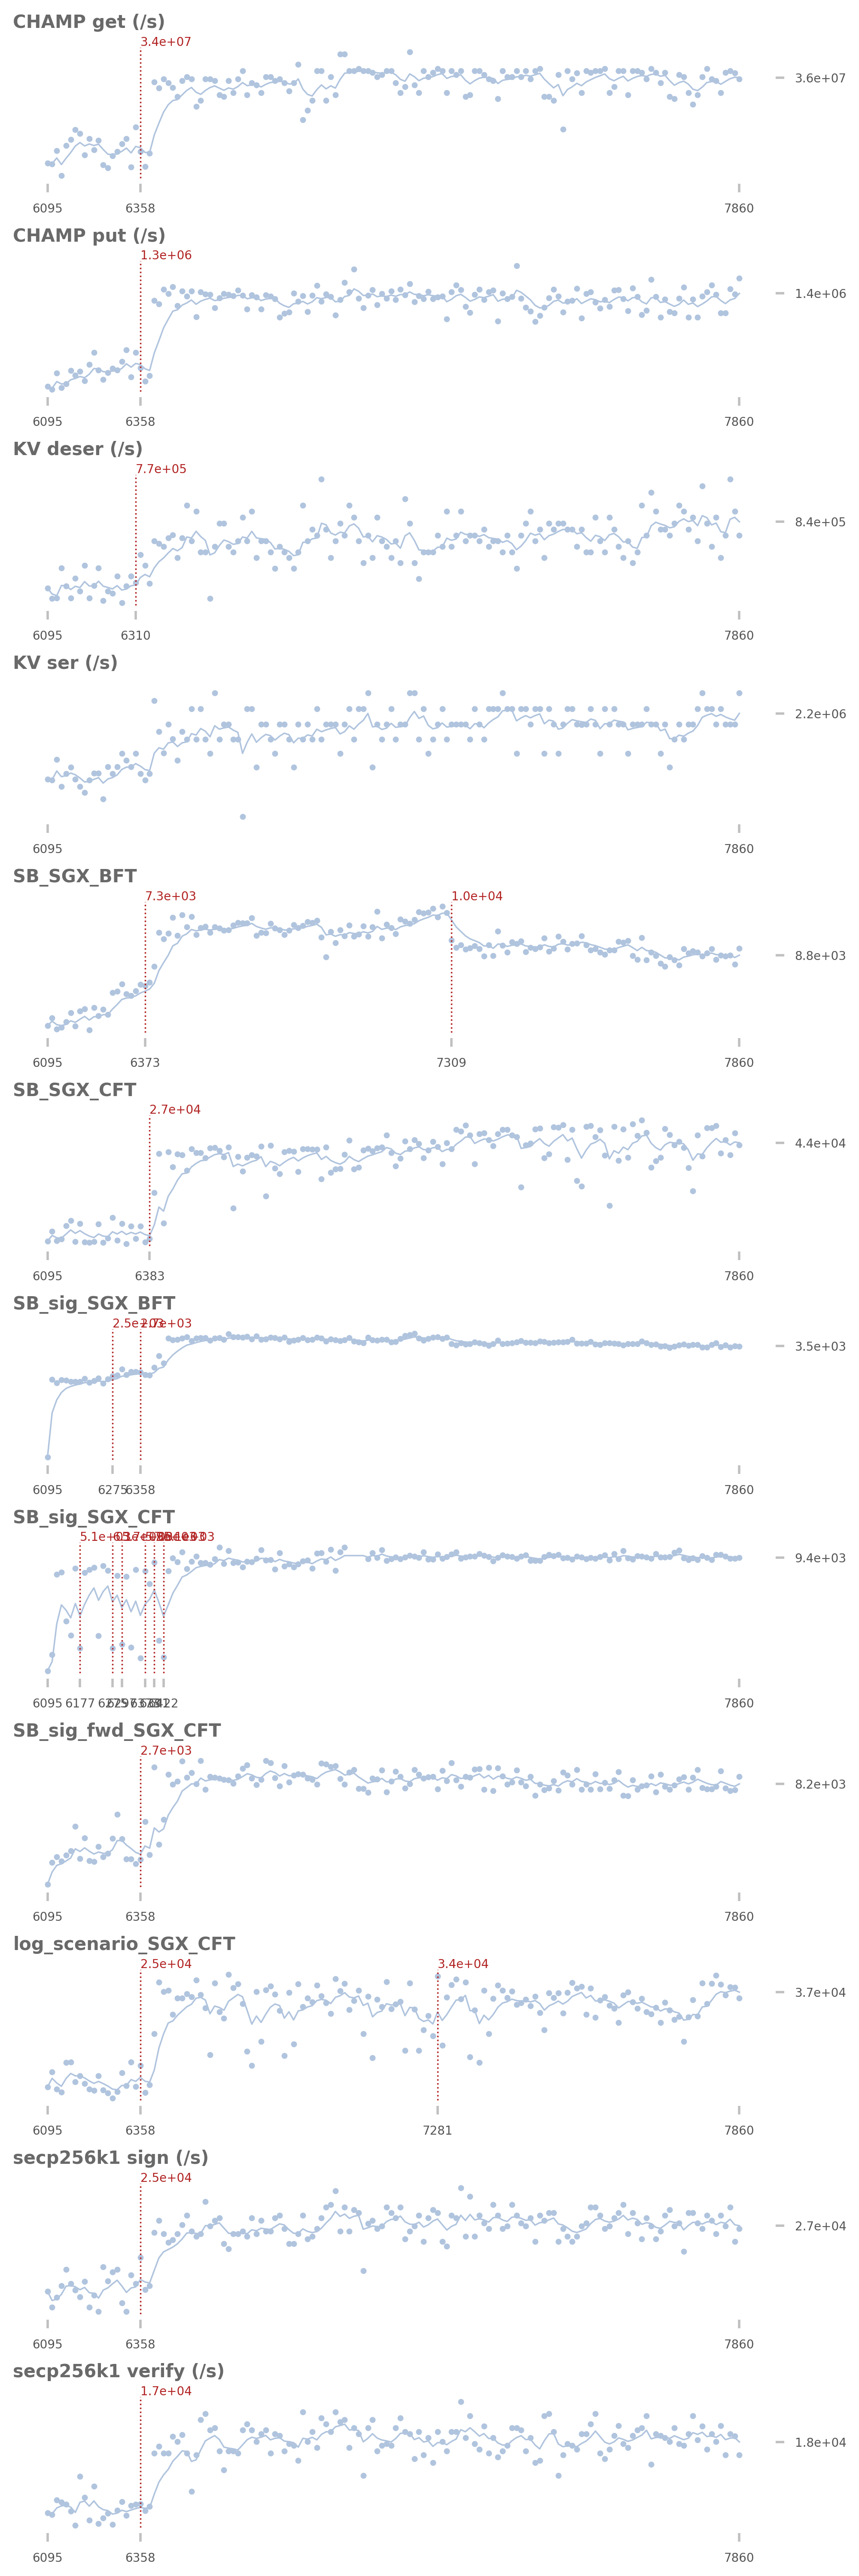 CHAMP get (/s)
3.4e+07
3.6e+07
6095 6358 7860
CHAMP put (/s)
1.3e+06
1.4e+06
6095 6358 7860
KV deser (/s)
7.7e+05
8.4e+05
6095 6310 7860
KV ser (/s)
2.2e+06
6095 7860
SB_SGX_BFT
7.3e+03 1.0e+04
8.8e+03
6095 6373 7309 7860
SB_SGX_CFT
2.7e+04
4.4e+04
6095 6383 7860
SB_sig_SGX_BFT
2.5e+03 2.7e+03
3.5e+03
6095 6275 6358 7860
SB_sig_SGX_CFT
9.4e+03
6095 6177 7860
SB_sig_fwd_SGX_CFT
2.7e+03
8.2e+03
6095 6358 7860
log_scenario_SGX_CFT
2.5e+04 3.4e+04
3.7e+04
6095 6358 7281 7860
secp256k1 sign (/s)
2.5e+04
2.7e+04
6095 6358 7860
secp256k1 verify (/s)
1.7e+04
1.8e+04
6095 6358 7860